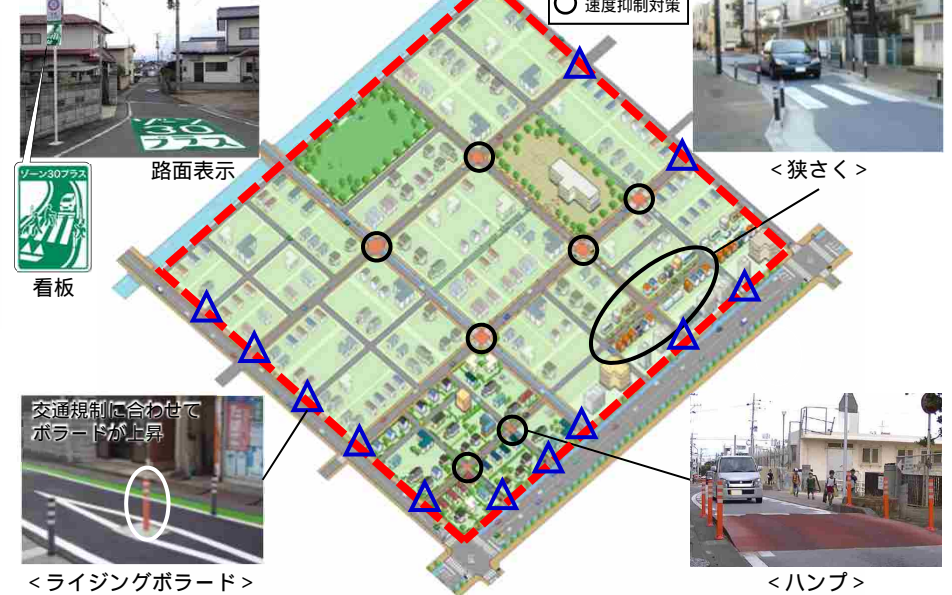 速度抑制対策
ゾーン
30
プラス
路面表示
ゾーン30プラス
看板
<狭さく>
交通規制に合わせて
ボラードが上昇
<ライジングボラード>
<ハンプ>